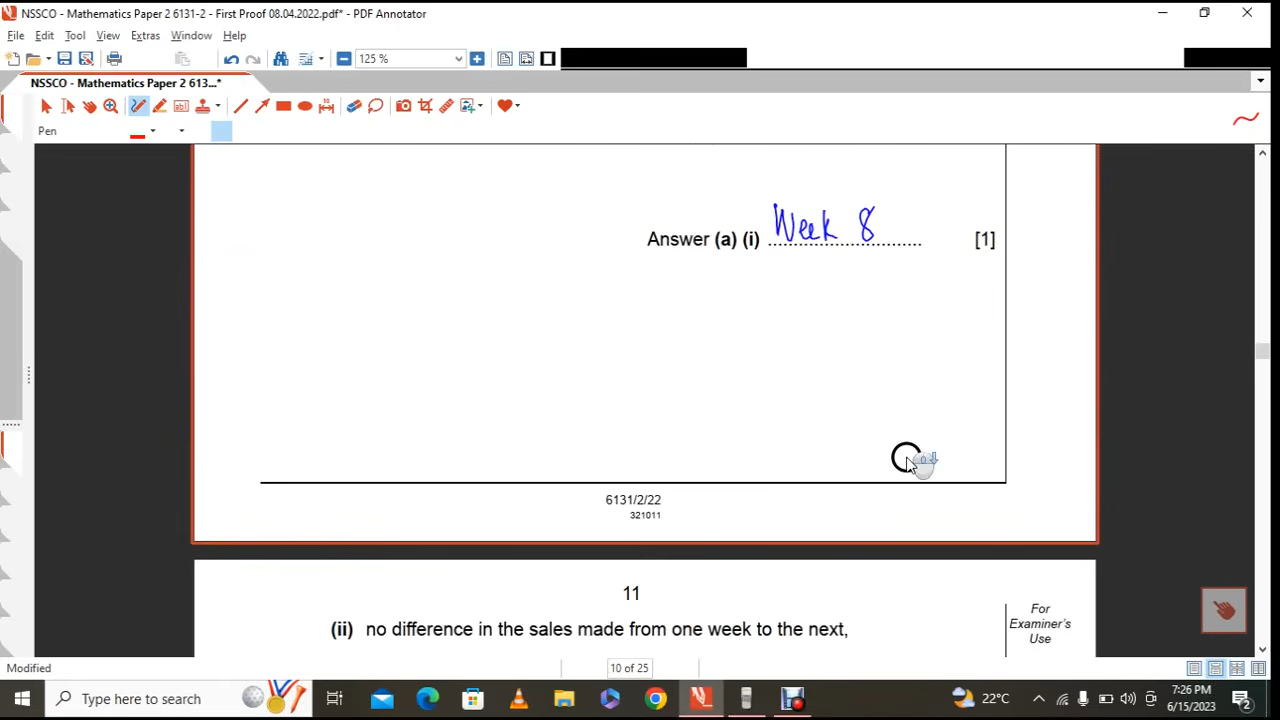 NSSCO - Mathematics Paper 2 6131-2 - First Proof 08.04.2022.pdf* - PDF Annotator
File Edit Tool View Extras Window Help
125 %
NSSCO - Mathematics Paper 2 613...*
Pen
Answer (a) (i) Week 8 [1]
6131/2/22
321011
11
(ii) no difference in the sales made from one week to the next,
For
Examiner's
Use
Modified
10 of 25
Type here to search
22°C
7:26 PM
6/15/2023
2